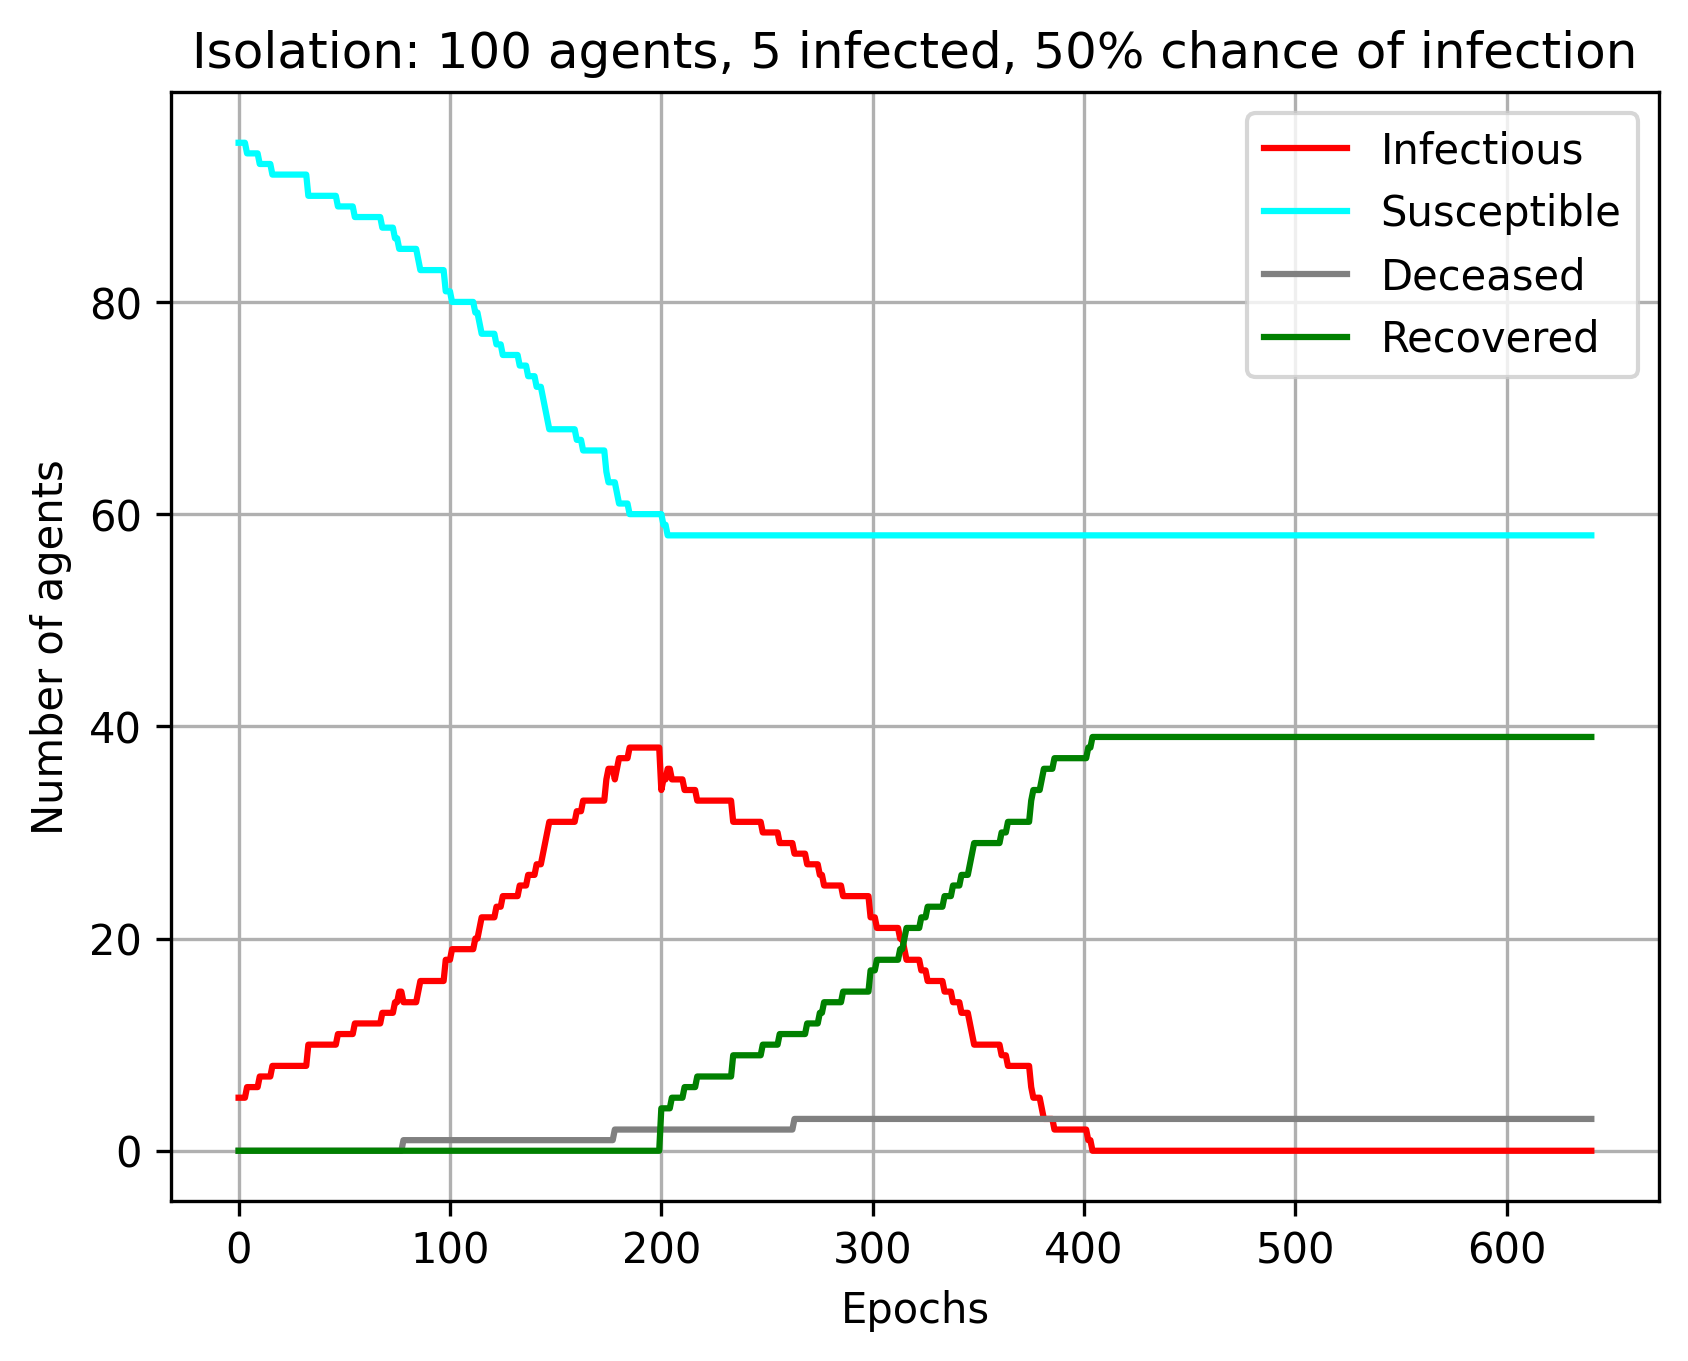 Isolation: 100 agents, 5 infected, 50% chance of infection
Infectious
Susceptible
Deceased
Recovered
Number of agents
80
60
40
20
0
0 100 200 300 400 500 600
Epochs